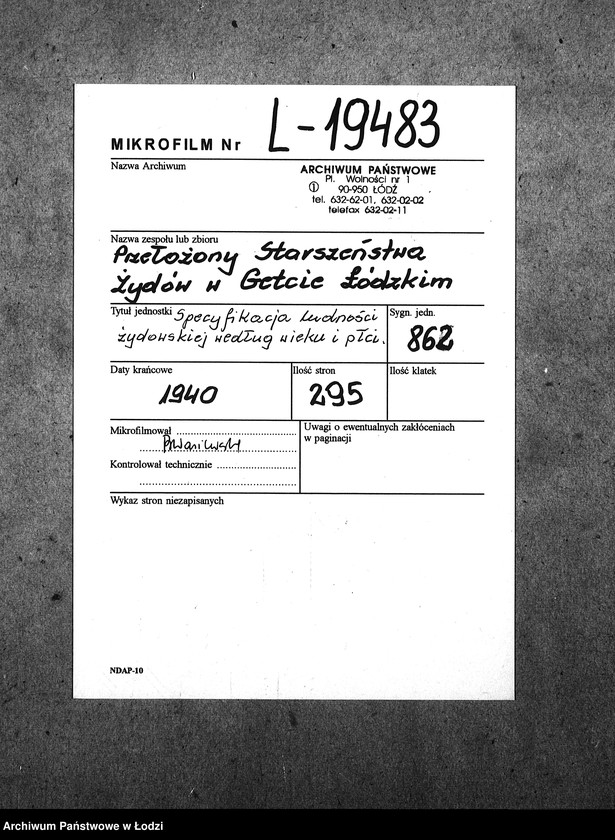 MIKROFILM Nr L-19483
Nazwa Archiwum
ARCHIWUM PAŃSTWOWE
Pl. Wolności nr 1
① 90-950 ŁÓDŹ
tel. 632-62-01, 632-02-02
telefax 632-02-11
Nazwa zespołu lub zbioru
Przełożony Starszeństwa
Żydów w Getcie Łódzkim
Tytuł jednostki Specyfikacja ludności
żydowskiej według wieku i płci.
Sygn. jedn.
862
Daty krańcowe
1940
Ilość stron
295
Ilość klatek
Mikrofilmował
Kontrolował technicznie
Uwagi o ewentualnych zakłóceniach
w paginacji
Wykaz stron niezapisanych
NDAP-10
Archiwum Państwowe w Łodzi